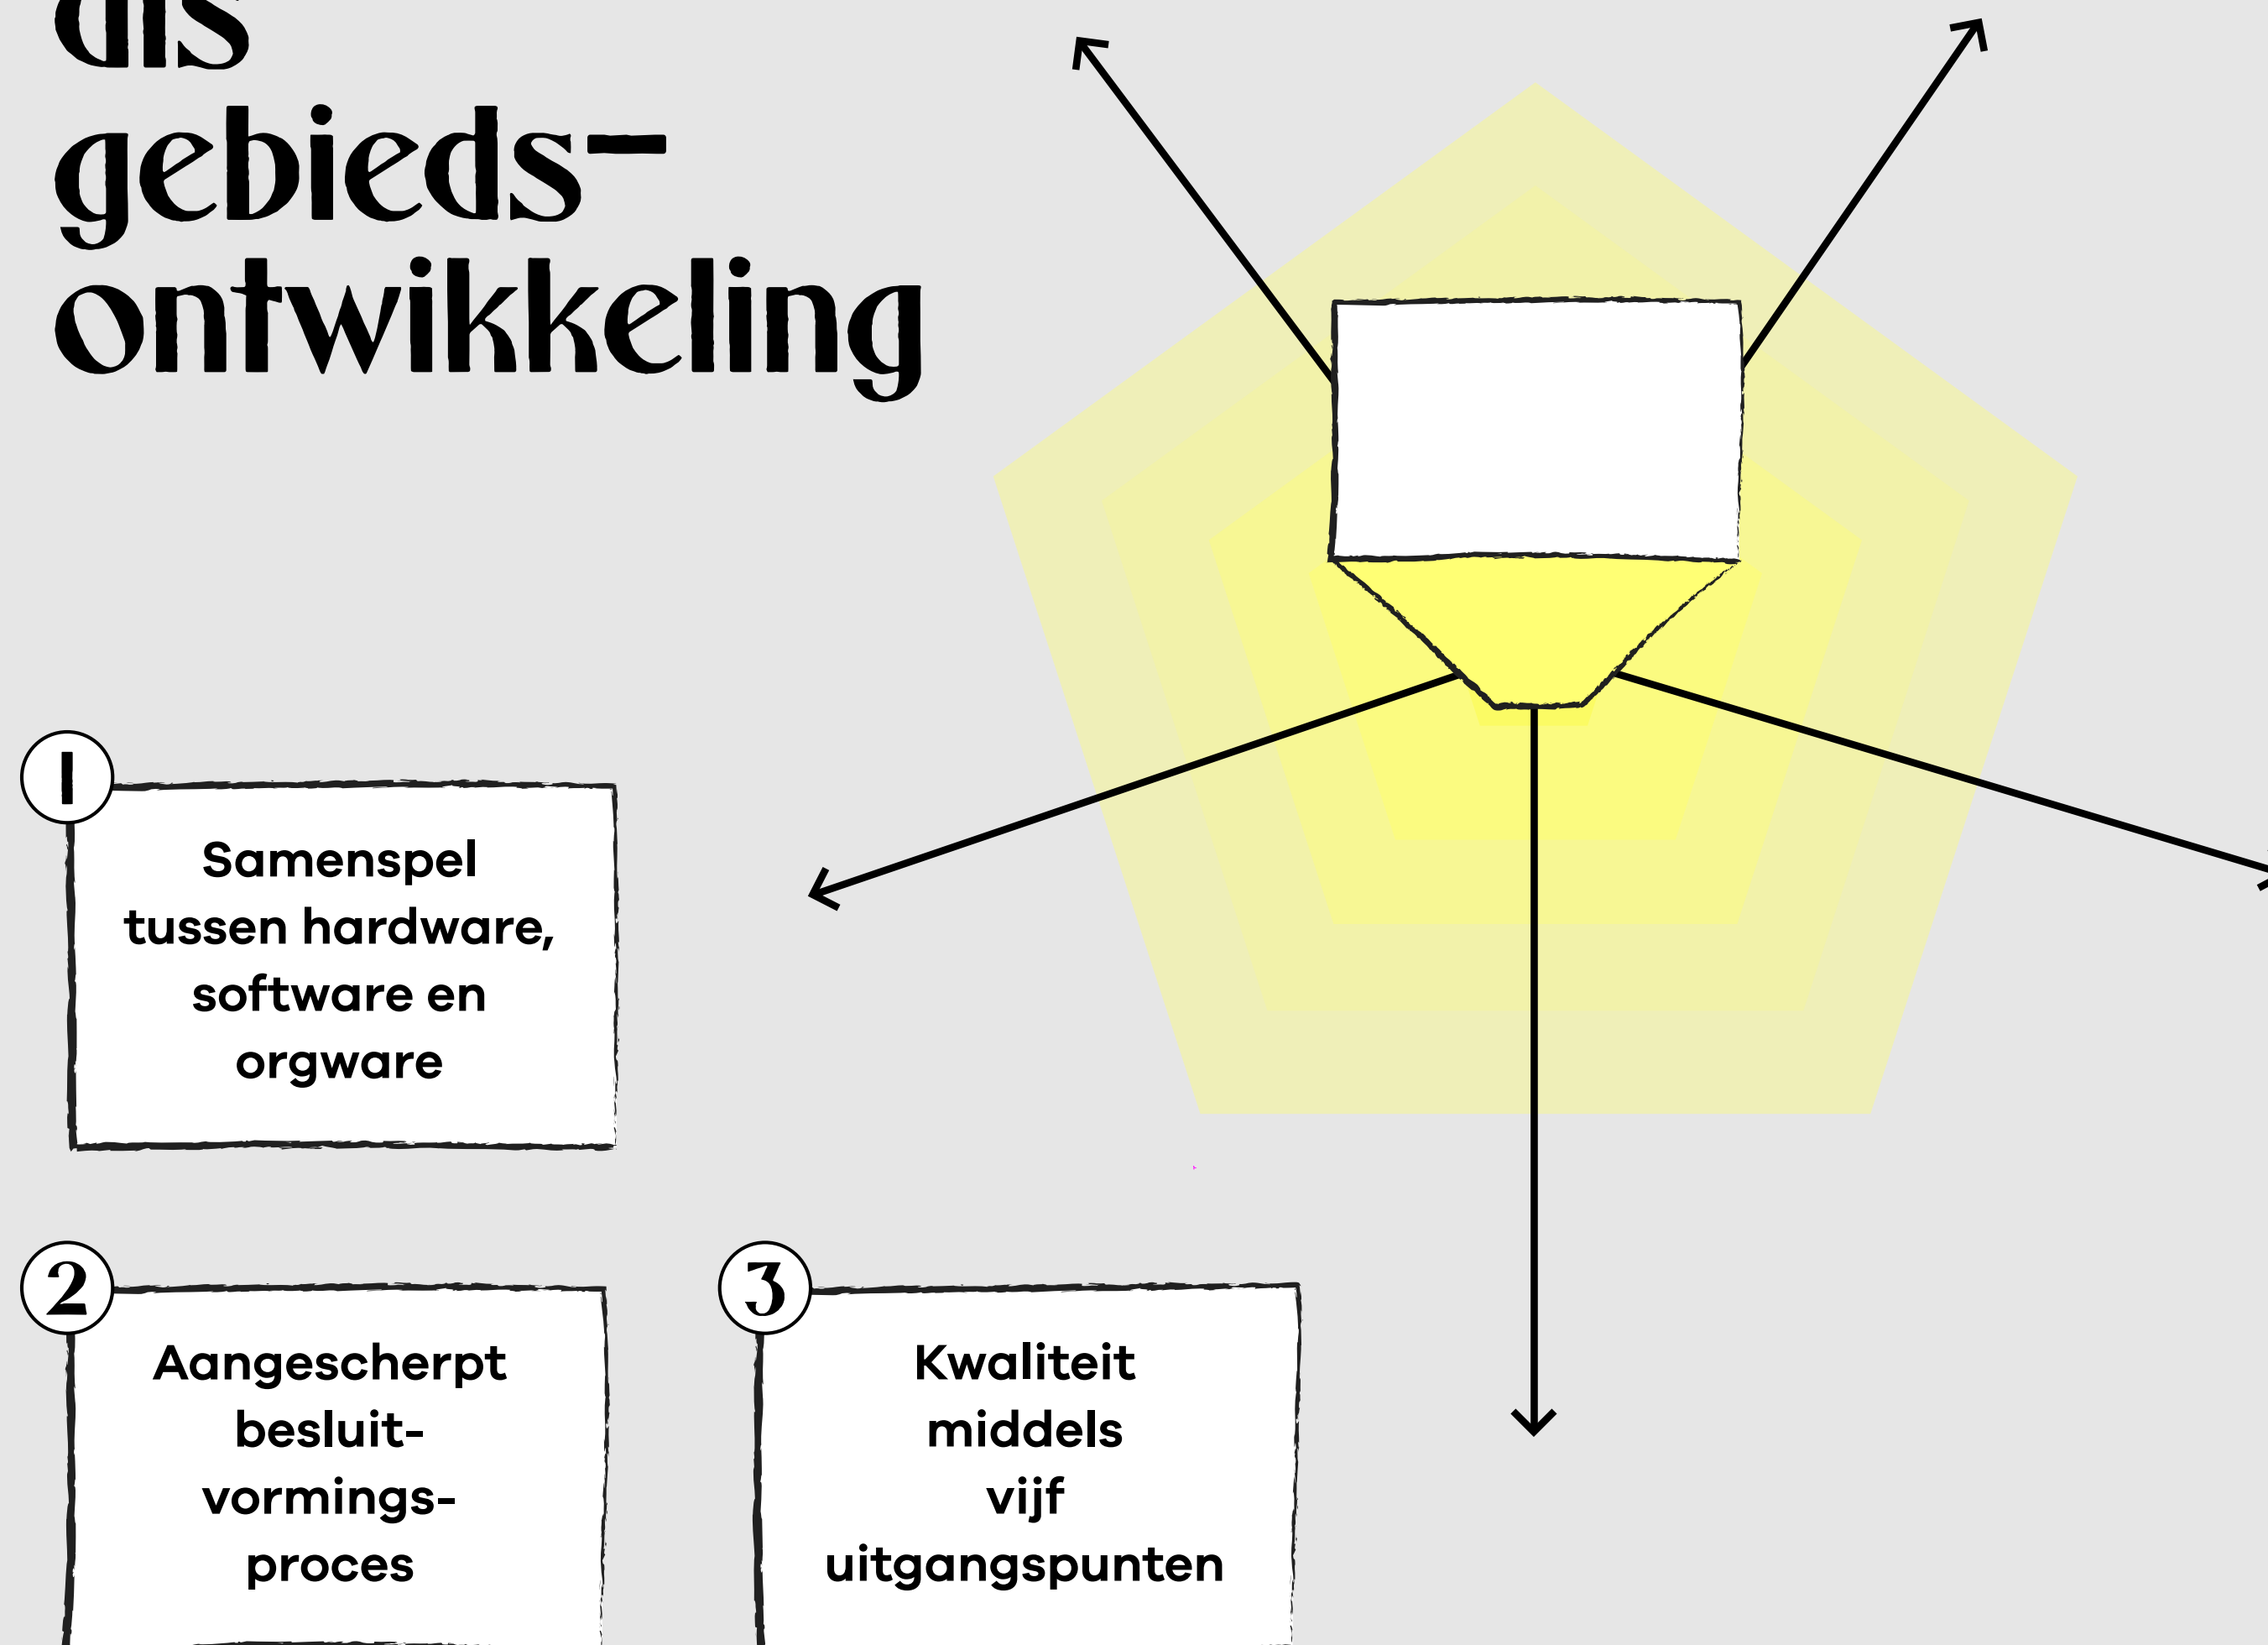 als
gebieds-
ontwikkeling
1
Samenspel
tussen hardware,
software en
orgware
2
Aangescherpt
besluit-
vormings-
proces
3
Kwaliteit
middels
vijf
uitgangspunten